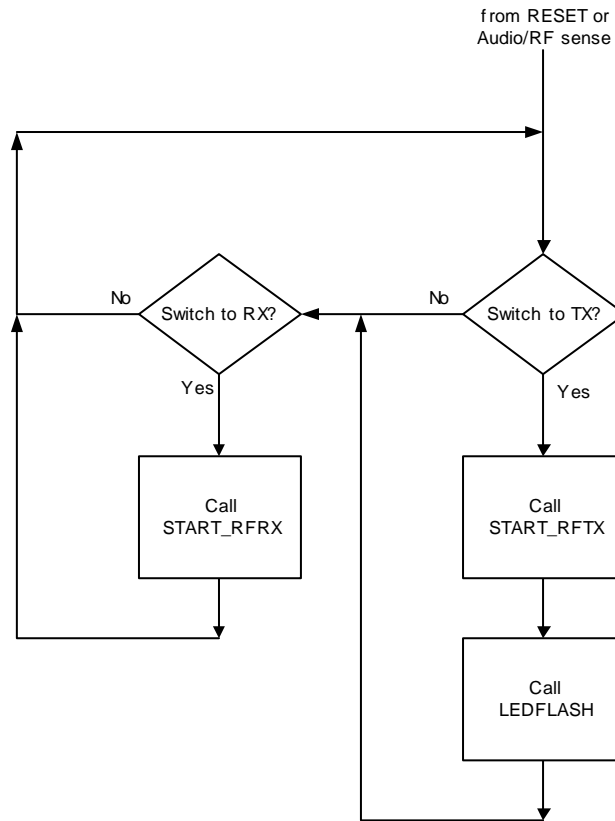 from RESET or
Audio/RF sense
No
Switch to RX?
No
Switch to TX?
Yes
Yes
Call
START_RFRX
Call
START_RFTX
Call
LEDFLASH